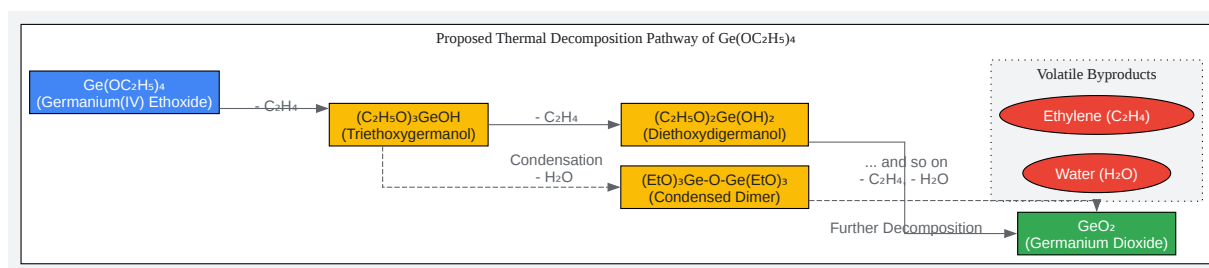 Proposed Thermal Decomposition Pathway of Ge(OC₂H₅)₄
Volatile Byproducts
Ge(OC₂H₅)₄
(Germanium(IV) Ethoxide)
- C₂H₄
(C₂H₅O)₃GeOH
(Triethoxygermanol)
- C₂H₄
(C₂H₅O)₂Ge(OH)₂
(Diethoxydigermanol)
Ethylene (C₂H₄)
Condensation
- H₂O
(EtO)₃Ge-O-Ge(EtO)₃
(Condensed Dimer)
... and so on
- C₂H₄, - H₂O
Water (H₂O)
Further Decomposition
GeO₂
(Germanium Dioxide)